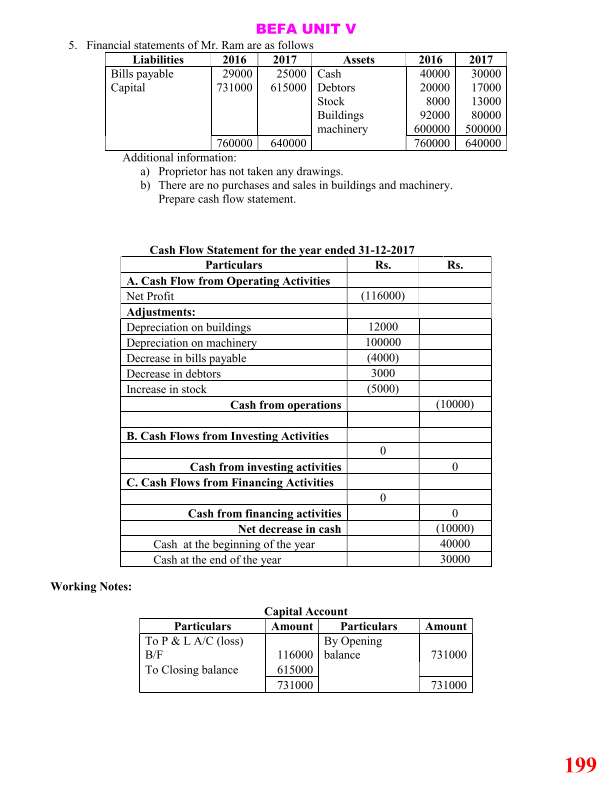 BEFA UNIT V
5. Financial statements of Mr. Ram are as follows
Liabilities 2016 2017 Assets 2016 2017
Bills payable 29000 25000 Cash 40000 30000
Capital 731000 615000 Debtors 20000 17000
Stock 8000 13000
Buildings 92000 80000
machinery 600000 500000
760000 640000 760000 640000
Additional information:
a) Proprietor has not taken any drawings.
b) There are no purchases and sales in buildings and machinery.
Prepare cash flow statement.
Cash Flow Statement for the year ended 31-12-2017
Particulars Rs. Rs.
A. Cash Flow from Operating Activities
Net Profit (116000)
Adjustments:
Depreciation on buildings 12000
Depreciation on machinery 100000
Decrease in bills payable (4000)
Decrease in debtors 3000
Increase in stock (5000)
Cash from operations (10000)
B. Cash Flows from Investing Activities
0
Cash from investing activities 0
C. Cash Flows from Financing Activities
0
Cash from financing activities 0
Net decrease in cash (10000)
Cash at the beginning of the year 40000
Cash at the end of the year 30000
Working Notes:
Capital Account
Particulars Amount Particulars Amount
To P & L A/C (loss) By Opening
B/F 116000 balance 731000
To Closing balance 615000
731000 731000
199